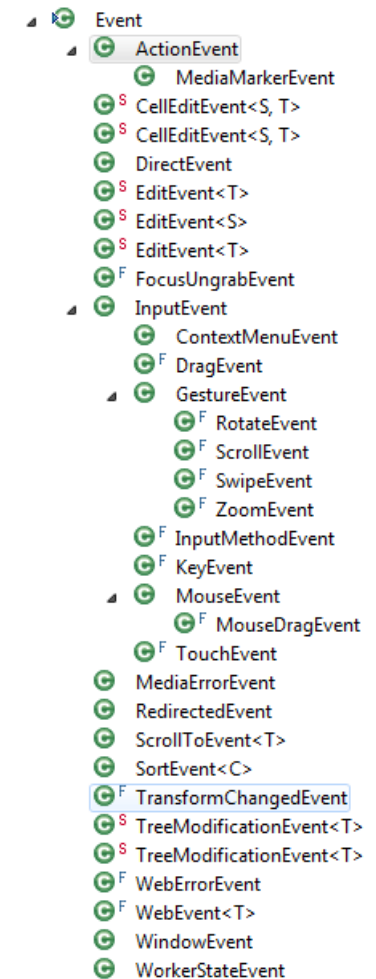 Event
ActionEvent
MediaMarkerEvent
S CellEditEvent<S, T>
S CellEditEvent<S, T>
DirectEvent
S EditEvent<T>
S EditEvent<S>
S EditEvent<T>
F FocusUngrabEvent
InputEvent
ContextMenuEvent
F DragEvent
GestureEvent
F RotateEvent
F ScrollEvent
F SwipeEvent
F ZoomEvent
F InputMethodEvent
F KeyEvent
MouseEvent
F MouseDragEvent
F TouchEvent
MediaErrorEvent
RedirectedEvent
ScrollToEvent<T>
SortEvent<C>
F TransformChangedEvent
S TreeModificationEvent<T>
S TreeModificationEvent<T>
F WebErrorEvent
F WebEvent<T>
WindowEvent
WorkerStateEvent